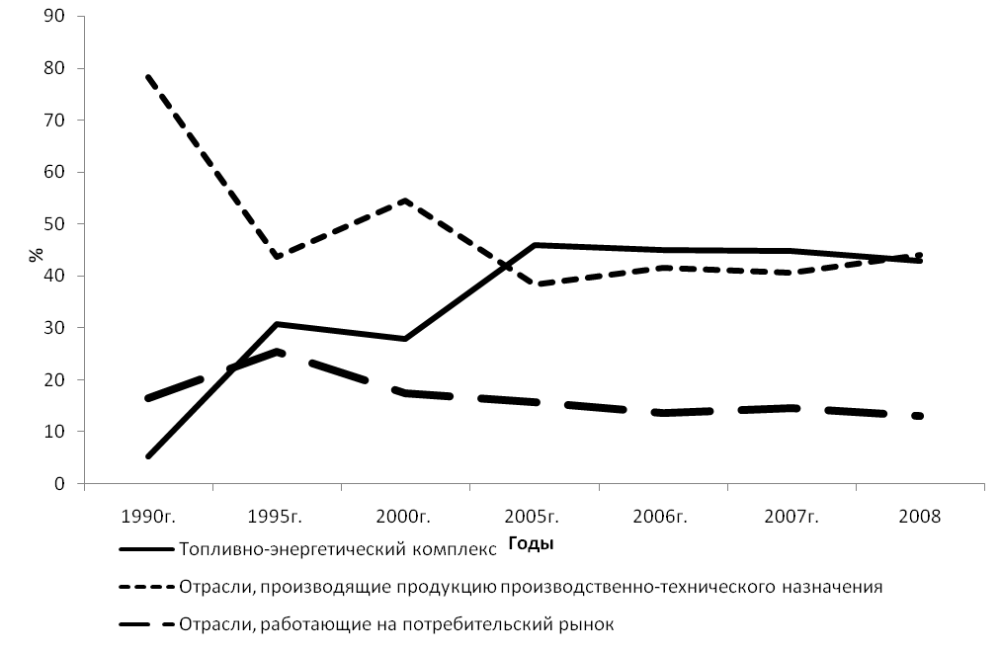 90
80
70
60
50
40
30
20
10
0
%
1990г. 1995г. 2000г. 2005г. 2006г. 2007г. 2008
Годы
Топливно-энергетический комплекс
Отрасли, производящие продукцию производственно-технического назначения
Отрасли, работающие на потребительский рынок